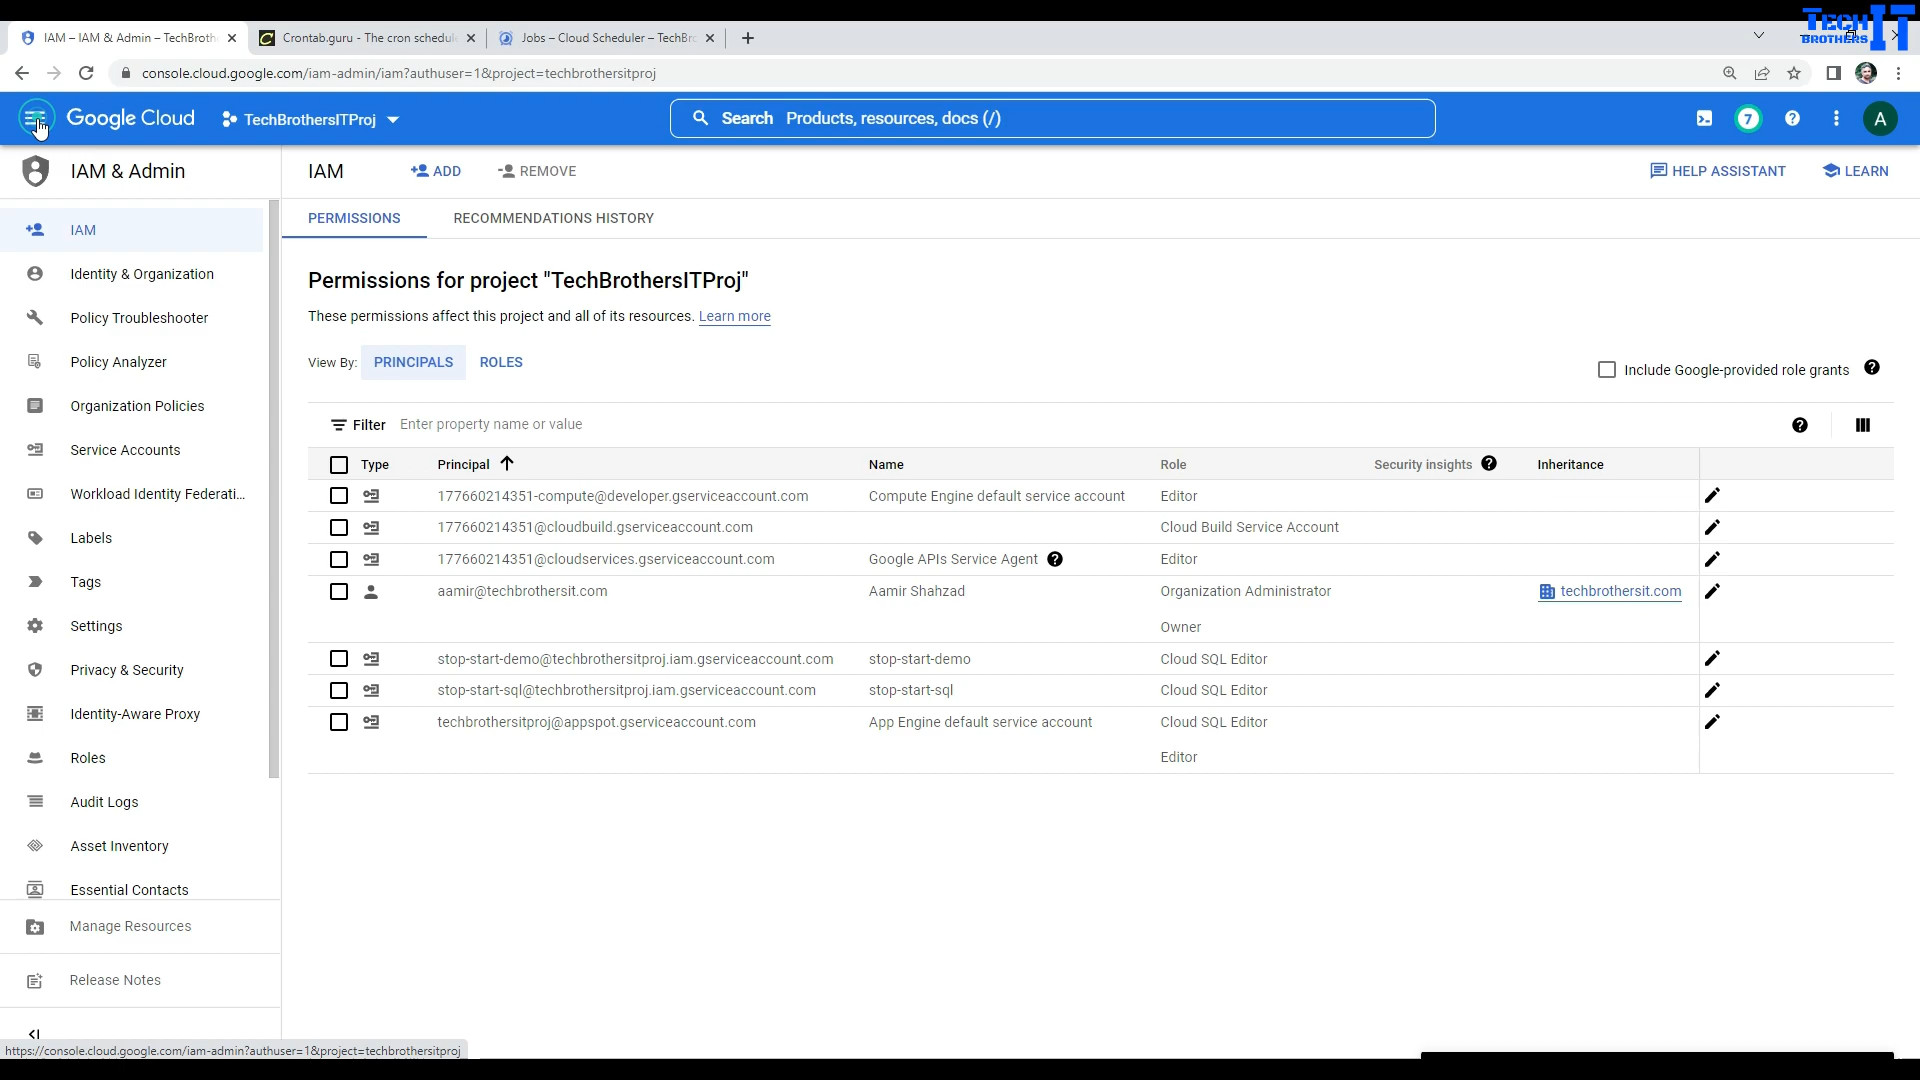 IAM – IAM & Admin – TechBroth
Crontab.guru - The cron schedule
Jobs – Cloud Scheduler – TechBro
TECH BROTHERS IT
console.cloud.google.com/iam-admin/iam?authuser=1&project=techbrothersitproj
Google Cloud
TechBrothersITProj
Search Products, resources, docs (/)
7
A
IAM & Admin
IAM
ADD
REMOVE
HELP ASSISTANT
LEARN
IAM
Identity & Organization
Policy Troubleshooter
Policy Analyzer
Organization Policies
Service Accounts
Workload Identity Federati...
Labels
Tags
Settings
Privacy & Security
Identity-Aware Proxy
Roles
Audit Logs
Asset Inventory
Essential Contacts
Manage Resources
Release Notes
PERMISSIONS
RECOMMENDATIONS HISTORY
Permissions for project "TechBrothersITProj"
These permissions affect this project and all of its resources. Learn more
View By: PRINCIPALS ROLES
Include Google-provided role grants
Filter Enter property name or value
Type Principal Name Role Security insights Inheritance
177660214351-compute@developer.gserviceaccount.com Compute Engine default service account Editor
177660214351@cloudbuild.gserviceaccount.com Cloud Build Service Account
177660214351@cloudservices.gserviceaccount.com Google APIs Service Agent Editor
aamir@techbrothersit.com Aamir Shahzad Organization Administrator techbrothersit.com
Owner
stop-start-demo@techbrothersitproj.iam.gserviceaccount.com stop-start-demo Cloud SQL Editor
stop-start-sql@techbrothersitproj.iam.gserviceaccount.com stop-start-sql Cloud SQL Editor
techbrothersitproj@appspot.gserviceaccount.com App Engine default service account Cloud SQL Editor
Editor
https://console.cloud.google.com/iam-admin?authuser=1&project=techbrothersitproj